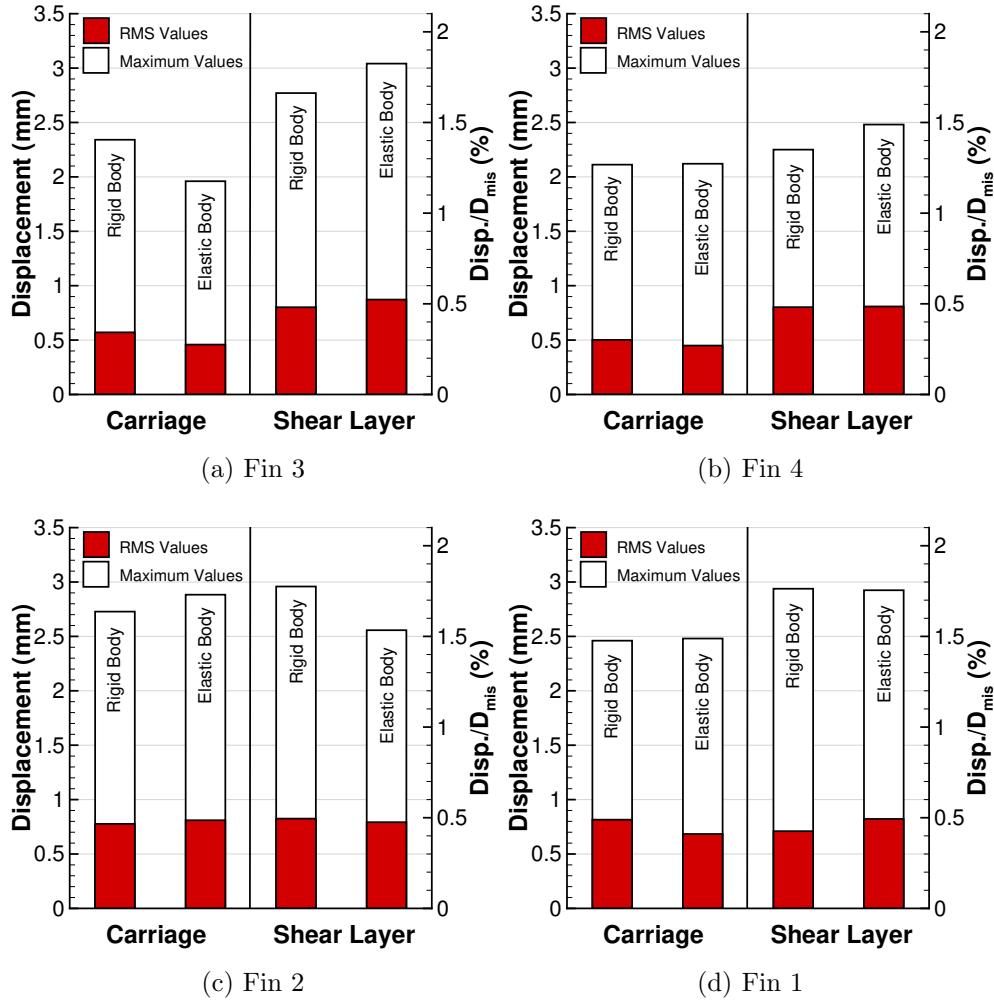 Displacement (mm)
3.5
3
2.5
2
1.5
1
0.5
0
RMS Values
Maximum Values
Rigid Body
Elastic Body
Rigid Body
Elastic Body
2
1.5
1
0.5
0
Disp./D_mis (%)
Carriage
Shear Layer
(a) Fin 3
Displacement (mm)
3.5
3
2.5
2
1.5
1
0.5
0
RMS Values
Maximum Values
Rigid Body
Elastic Body
Rigid Body
Elastic Body
2
1.5
1
0.5
0
Disp./D_mis (%)
Carriage
Shear Layer
(b) Fin 4
Displacement (mm)
3.5
3
2.5
2
1.5
1
0.5
0
RMS Values
Maximum Values
Rigid Body
Elastic Body
Rigid Body
Elastic Body
2
1.5
1
0.5
0
Disp./D_mis (%)
Carriage
Shear Layer
(c) Fin 2
Displacement (mm)
3.5
3
2.5
2
1.5
1
0.5
0
RMS Values
Maximum Values
Rigid Body
Elastic Body
Rigid Body
Elastic Body
2
1.5
1
0.5
0
Disp./D_mis (%)
Carriage
Shear Layer
(d) Fin 1